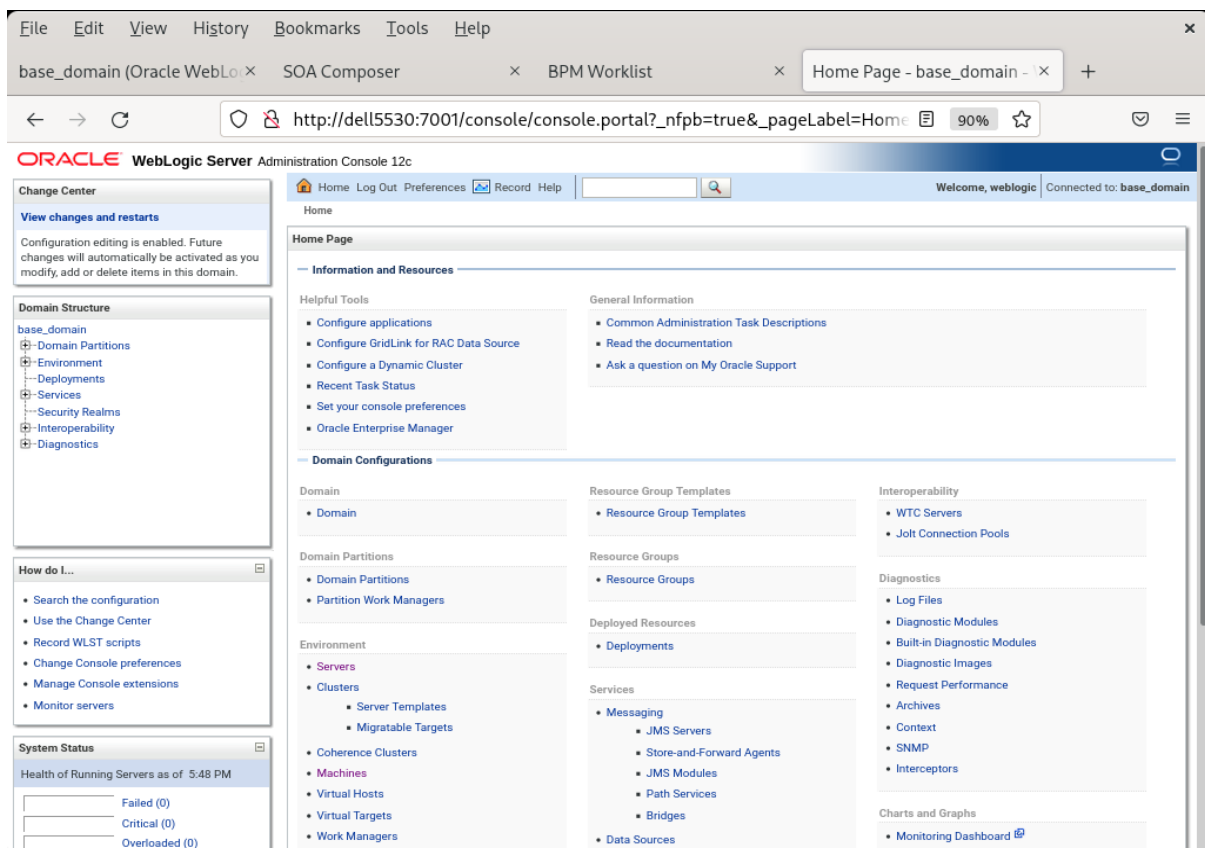 File Edit View History Bookmarks Tools Help
base_domain (Oracle WebLo
SOA Composer
BPM Worklist
Home Page - base_domain -
http://dell5530:7001/console/console.portal?_nfpb=true&_pageLabel=Home
90%
ORACLE WebLogic Server Administration Console 12c
Change Center
View changes and restarts
Configuration editing is enabled. Future
changes will automatically be activated as you
modify, add or delete items in this domain.
Domain Structure
base_domain
Domain Partitions
Environment
Deployments
Services
Security Realms
Interoperability
Diagnostics
How do I...
Search the configuration
Use the Change Center
Record WLST scripts
Change Console preferences
Manage Console extensions
Monitor servers
System Status
Health of Running Servers as of 5:48 PM
Failed (0)
Critical (0)
Overloaded (0)
Home Log Out Preferences Record Help
Welcome, weblogic Connected to: base_domain
Home
Home Page
Information and Resources
Helpful Tools
Configure applications
Configure GridLink for RAC Data Source
Configure a Dynamic Cluster
Recent Task Status
Set your console preferences
Oracle Enterprise Manager
General Information
Common Administration Task Descriptions
Read the documentation
Ask a question on My Oracle Support
Domain Configurations
Domain
Domain
Domain Partitions
Domain Partitions
Partition Work Managers
Environment
Servers
Clusters
Server Templates
Migratable Targets
Coherence Clusters
Machines
Virtual Hosts
Virtual Targets
Work Managers
Resource Group Templates
Resource Group Templates
Resource Groups
Resource Groups
Deployed Resources
Deployments
Services
Messaging
JMS Servers
Store-and-Forward Agents
JMS Modules
Path Services
Bridges
Data Sources
Interoperability
WTC Servers
Jolt Connection Pools
Diagnostics
Log Files
Diagnostic Modules
Built-in Diagnostic Modules
Diagnostic Images
Request Performance
Archives
Context
SNMP
Interceptors
Charts and Graphs
Monitoring Dashboard